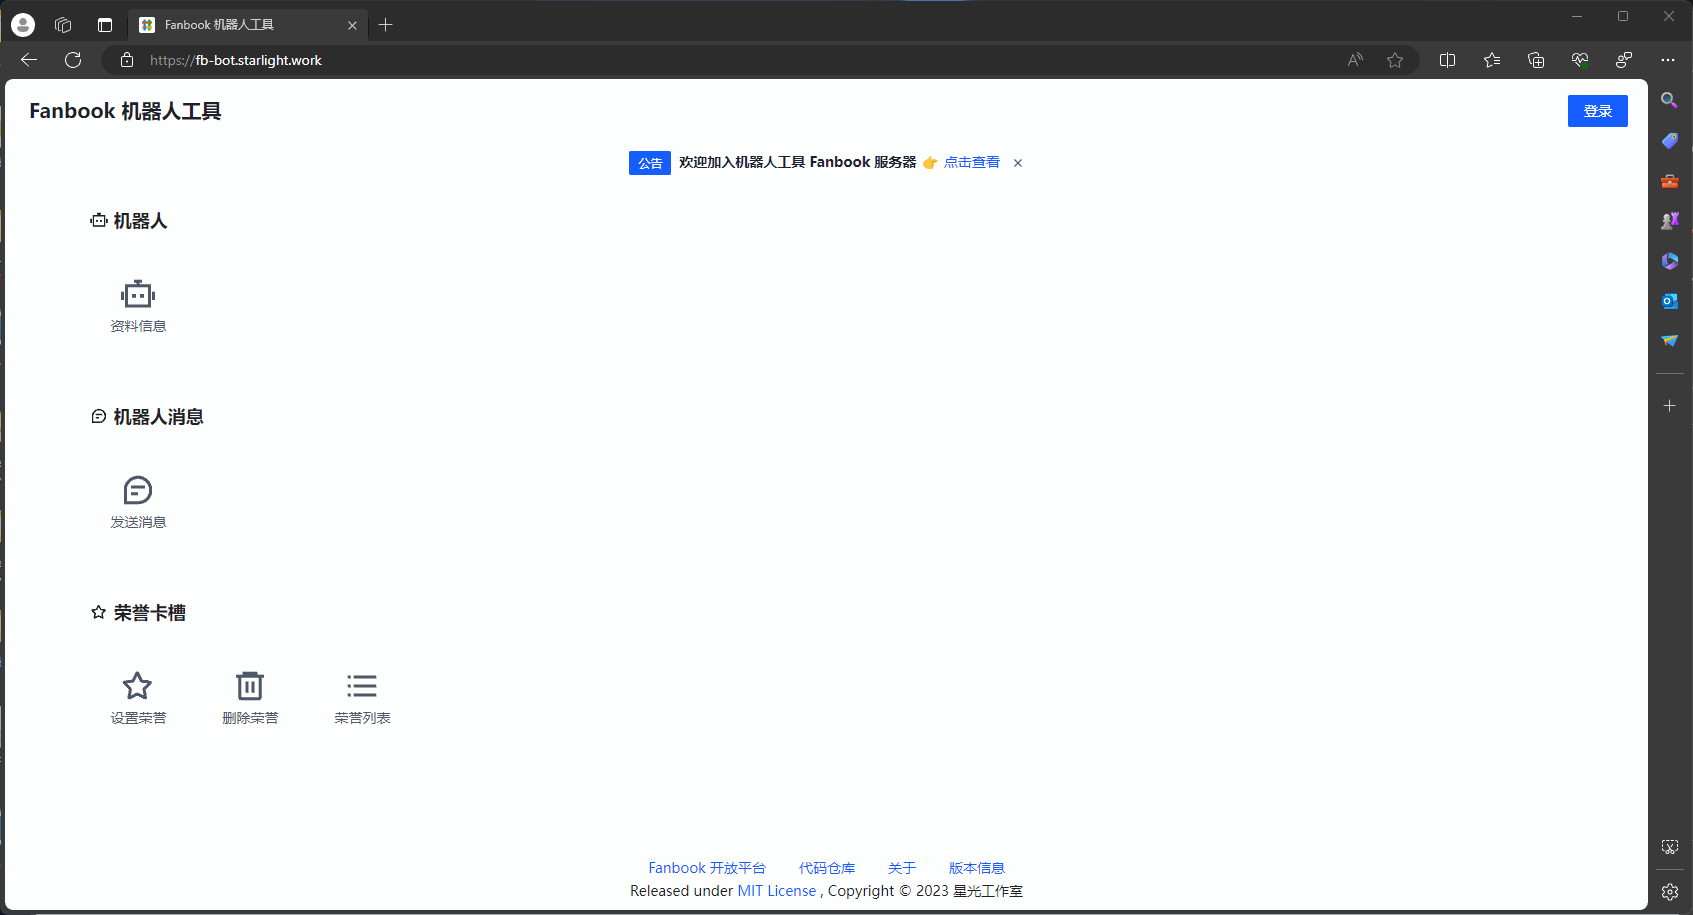 Fanbook 机器人工具
https://fb-bot.starlight.work
Fanbook 机器人工具
登录
公告 欢迎加入机器人工具 Fanbook 服务器 👉 点击查看
机器人
资料信息
机器人消息
发送消息
荣誉卡槽
设置荣誉 删除荣誉 荣誉列表
Fanbook 开放平台 代码仓库 关于 版本信息
Released under MIT License , Copyright © 2023 星光工作室